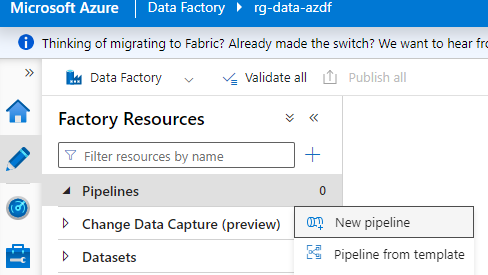 Microsoft Azure Data Factory rg-data-azdf
Thinking of migrating to Fabric? Already made the switch? We want to hear
Data Factory Validate all Publish all
Factory Resources
Filter resources by name
Pipelines 0
New pipeline
Change Data Capture (preview)
Pipeline from template
Datasets